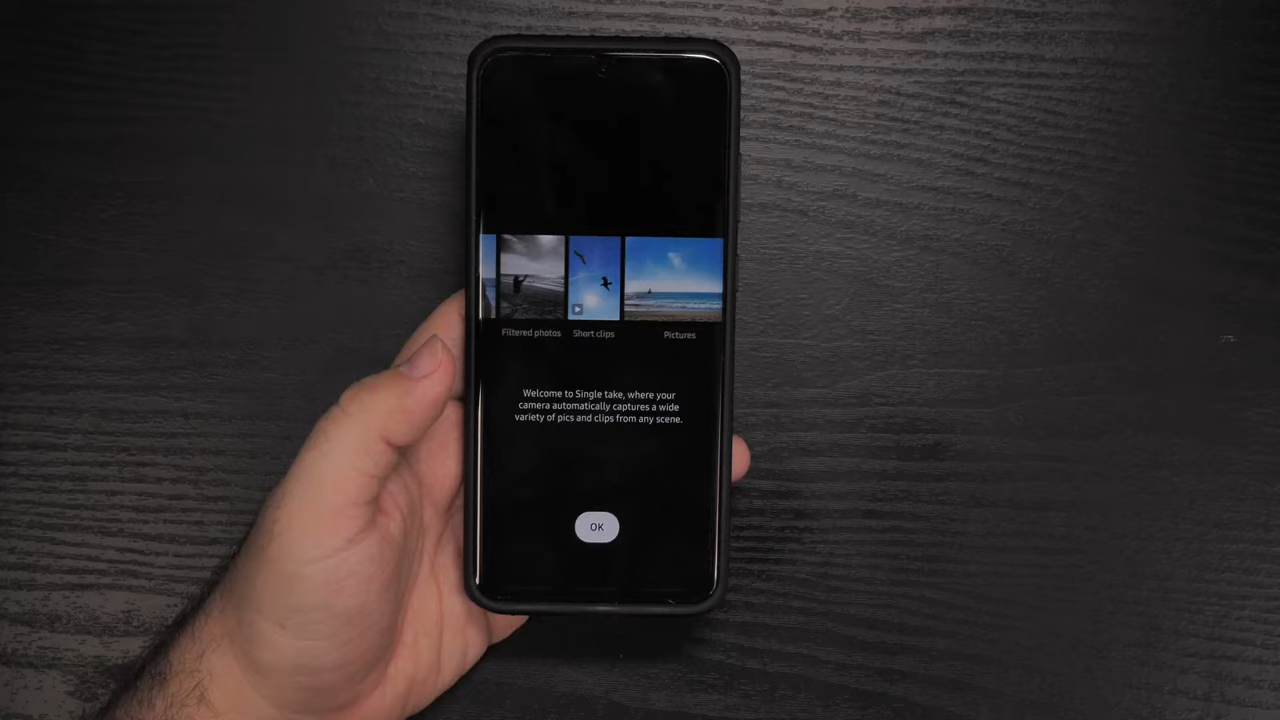 Filtered photos
Short clips
Pictures
Welcome to Single take, where your
camera automatically captures a wide
variety of pics and clips from any scene.
OK